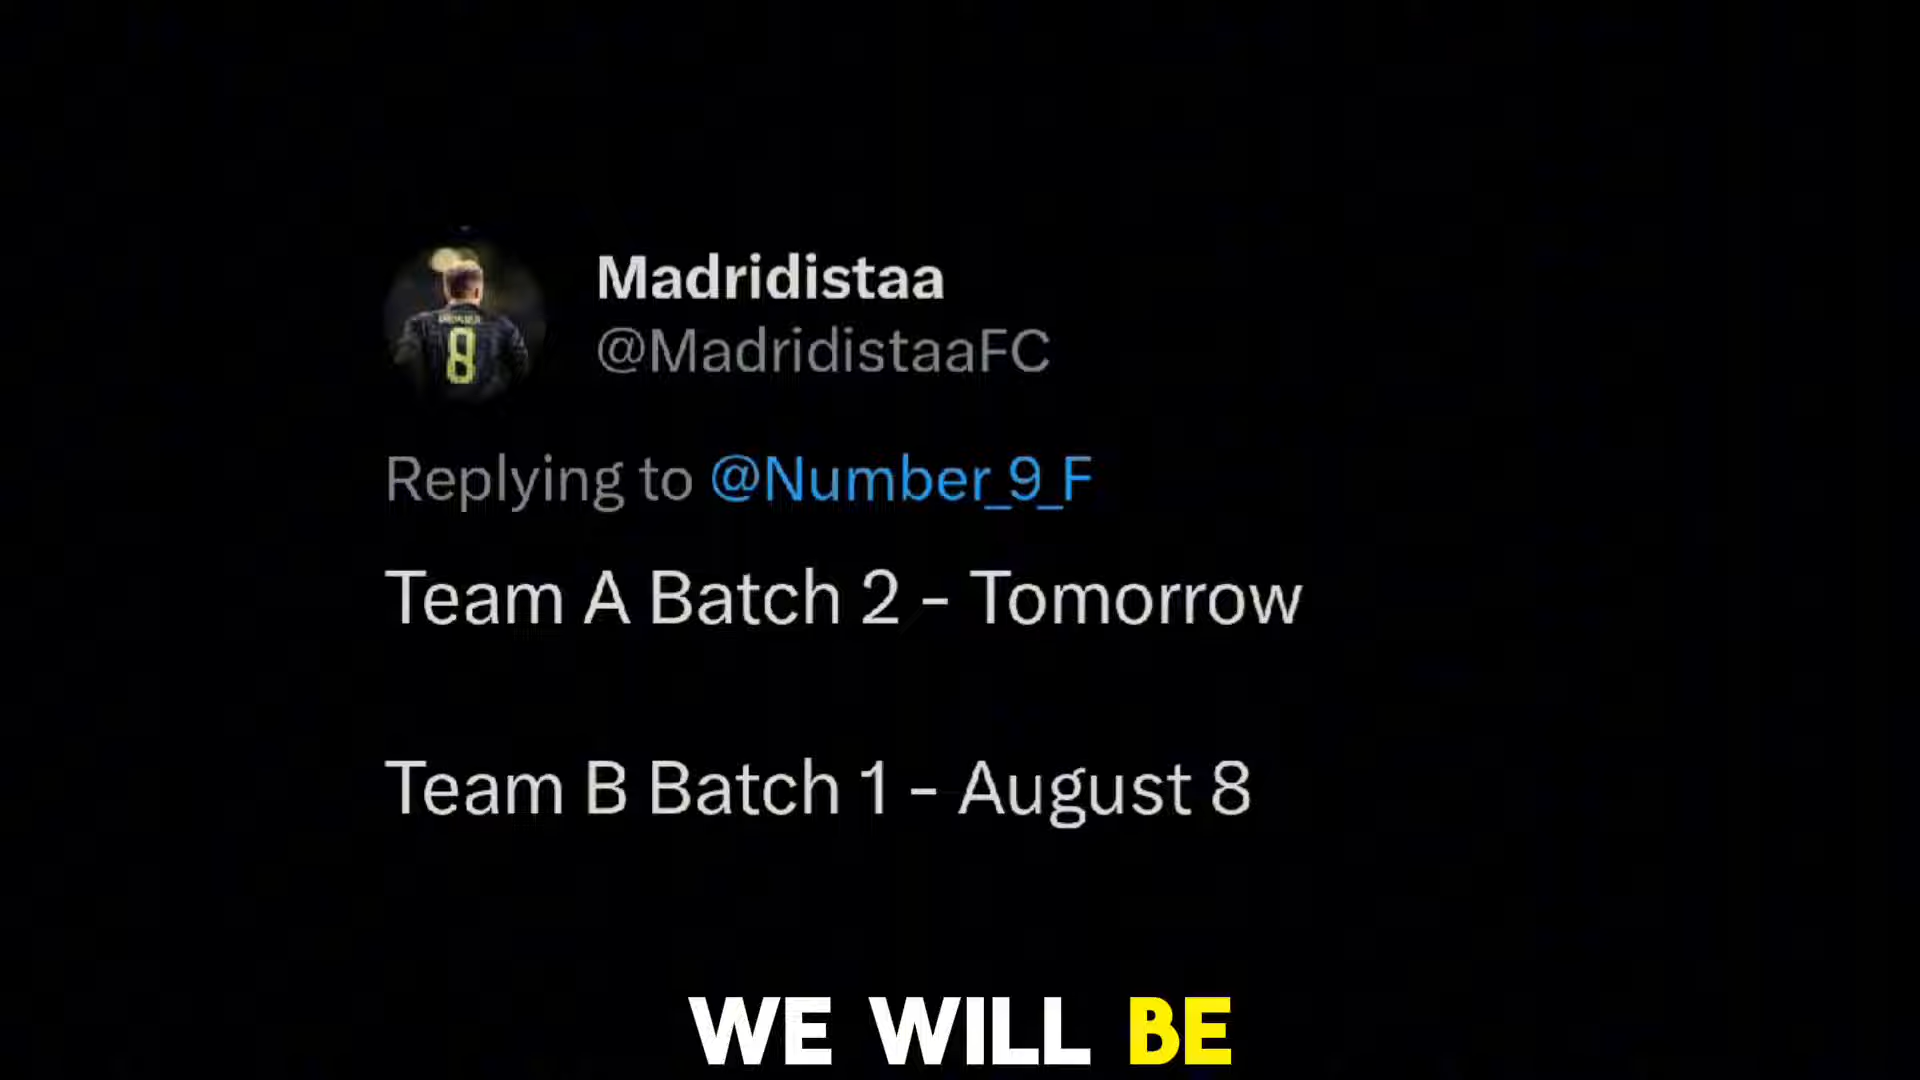 Madridistaa
@MadridistaaFC
Replying to @Number_9_F
Team A Batch 2 - Tomorrow
Team B Batch 1 - August 8
WE WILL BE